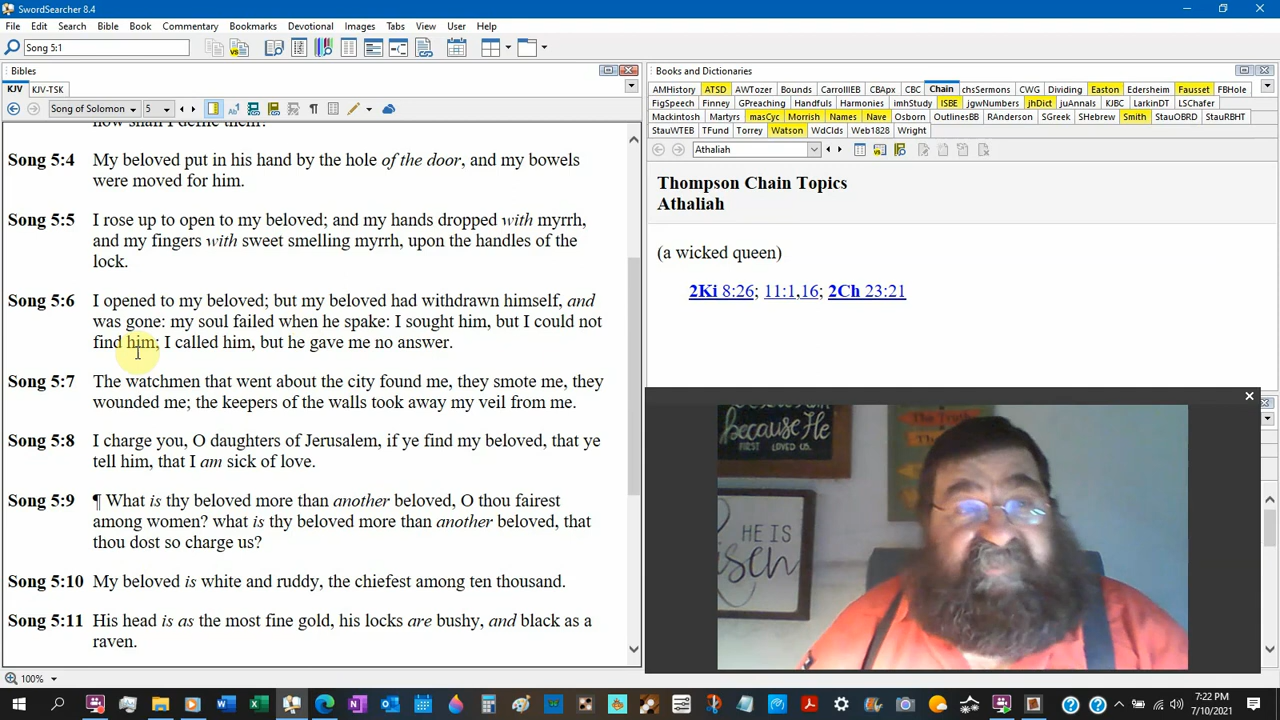 SwordSearcher 8.4
File Edit Search Bible Book Commentary Bookmarks Devotional Images Tabs View User Help
Song 5:1
Bibles
KJV KJV-TSK
Song of Solomon 5
Song 5:4 My beloved put in his hand by the hole of the door, and my bowels
were moved for him.
Song 5:5 I rose up to open to my beloved; and my hands dropped with myrrh,
and my fingers with sweet smelling myrrh, upon the handles of the
lock.
Song 5:6 I opened to my beloved; but my beloved had withdrawn himself, and
was gone: my soul failed when he spake: I sought him, but I could not
find him; I called him, but he gave me no answer.
Song 5:7 The watchmen that went about the city found me, they smote me, they
wounded me; the keepers of the walls took away my veil from me.
Song 5:8 I charge you, O daughters of Jerusalem, if ye find my beloved, that ye
tell him, that I am sick of love.
Song 5:9 ¶ What is thy beloved more than another beloved, O thou fairest
among women? what is thy beloved more than another beloved, that
thou dost so charge us?
Song 5:10 My beloved is white and ruddy, the chiefest among ten thousand.
Song 5:11 His head is as the most fine gold, his locks are bushy, and black as a
raven.
100%
Books and Dictionaries
AMHistory ATSD AWTozer Bounds CarrollIEB CBApx CBC Chain chsSermons CWG Dividing Easton Edersheim Fausset FBHole
FigSpeech Finney GPreaching Handfuls Harmonies imhStudy ISBE jgwNumbers jhDict juAnnals KJBC LarkinDT LSChafer
Mackintosh Martyrs masCyc Morrish Names Nave Osborn OutlinesBB RAnderson SGreek SHebrew Smith StauOBRD StauRBHT
StauWTEB TFund Torrey Watson WdClds Web1828 Wright
Athaliah
Thompson Chain Topics
Athaliah
(a wicked queen)
2Ki 8:26; 11:1,16; 2Ch 23:21
because He
FIRST LOVED US.
The Truth
HE IS
Risen
7:22 PM
7/10/2021